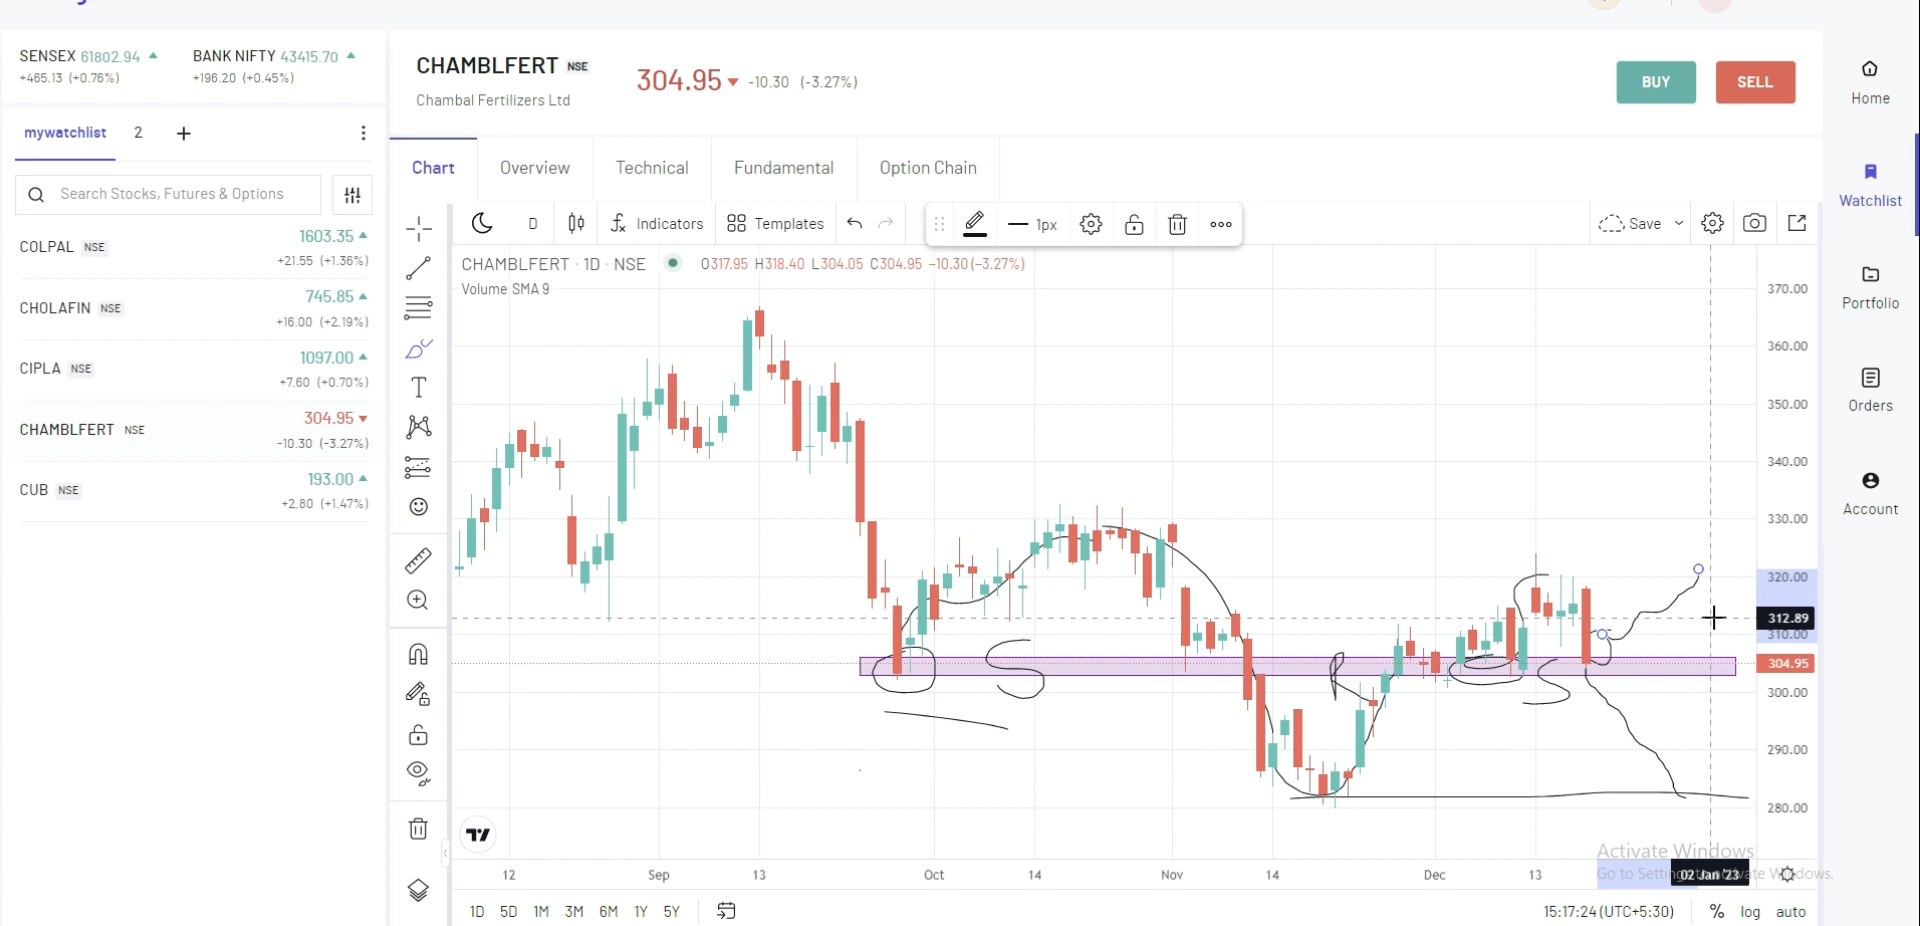 SENSEX 61802.94
+465.13 (+0.76%)
BANK NIFTY 43415.70
+196.20 (+0.45%)
mywatchlist 2 +
Search Stocks, Futures & Options
COLPAL NSE 1603.35
+21.55 (+1.36%)
CHOLAFIN NSE 745.85
+16.00 (+2.19%)
CIPLA NSE 1097.00
+7.60 (+0.70%)
CHAMBLFERT NSE 304.95
-10.30 (-3.27%)
CUB NSE 193.00
+2.80 (+1.47%)
CHAMBLFERT NSE
Chambal Fertilizers Ltd
304.95 -10.30 (-3.27%)
BUY SELL
Chart Overview Technical Fundamental Option Chain
D Indicators Templates 1px Save
CHAMBLFERT · 1D · NSE O317.95 H318.40 L304.05 C304.95 −10.30 (−3.27%)
Volume SMA 9
370.00
360.00
350.00
340.00
330.00
320.00
312.89
310.00
304.95
300.00
290.00
280.00
S R S
12 Sep 13 Oct 14 Nov 14 Dec 13 02 Jan '23
Activate Windows
1D 5D 1M 3M 6M 1Y 5Y
15:17:24 (UTC+5:30) % log auto
Home
Watchlist
Portfolio
Orders
Account